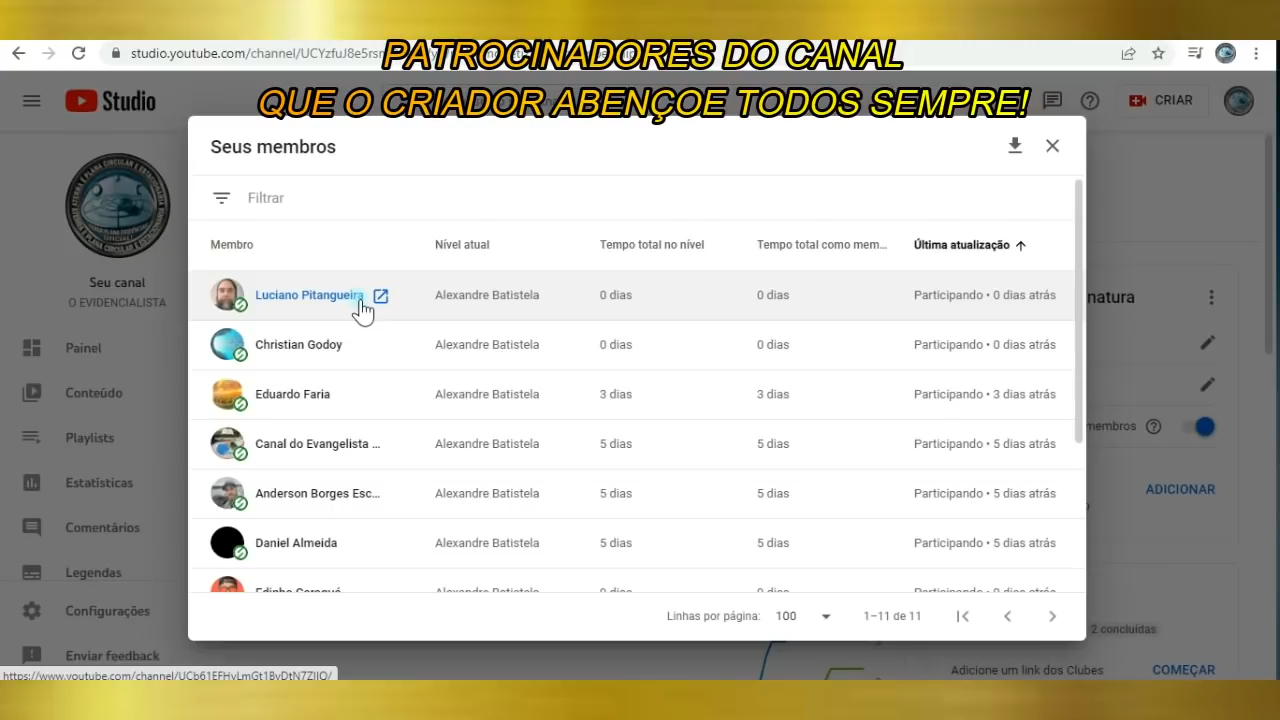 studio.youtube.com/channel/UCYzfuJ8e5rsr
PATROCINADORES DO CANAL
QUE O CRIADOR ABENÇOE TODOS SEMPRE!
Studio
CRIAR
Seus membros
Filtrar
Membro Nível atual Tempo total no nível Tempo total como mem... Última atualização
Luciano Pitangueira Alexandre Batistela 0 dias 0 dias Participando • 0 dias atrás
Christian Godoy Alexandre Batistela 0 dias 0 dias Participando • 0 dias atrás
Eduardo Faria Alexandre Batistela 3 dias 3 dias Participando • 3 dias atrás
Canal do Evangelista ... Alexandre Batistela 5 dias 5 dias Participando • 5 dias atrás
Anderson Borges Esc... Alexandre Batistela 5 dias 5 dias Participando • 5 dias atrás
Daniel Almeida Alexandre Batistela 5 dias 5 dias Participando • 5 dias atrás
Linhas por página: 100 1–11 de 11
Seu canal
O EVIDENCIALISTA
Painel
Conteúdo
Playlists
Estatísticas
Comentários
Legendas
Configurações
Enviar feedback
natura
membros
ADICIONAR
2 concluídas
Adicione um link dos Clubes COMEÇAR